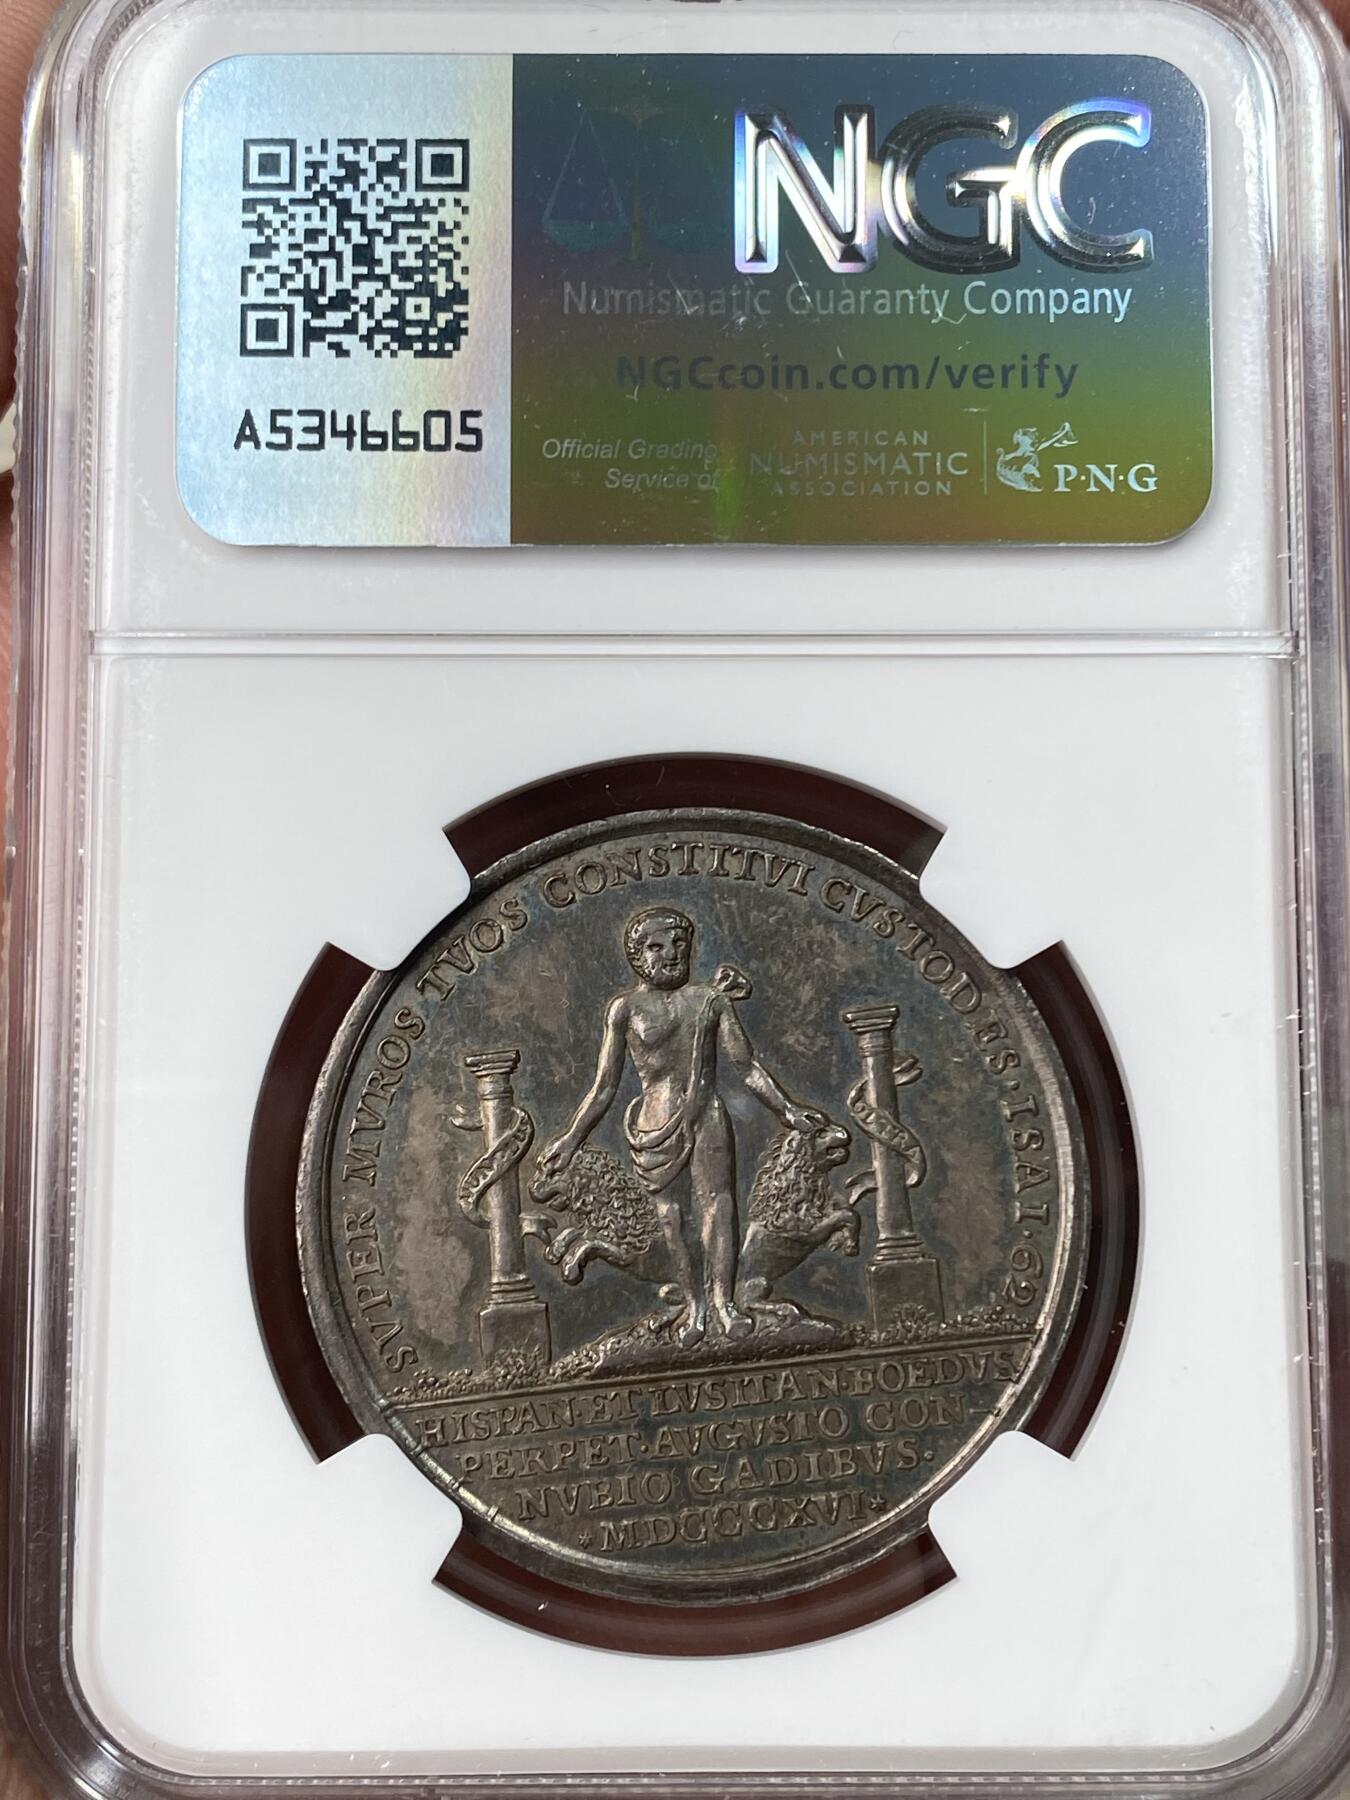 NGC
Numismatic Guaranty Company
NGCcoin.com/verify
A5346605
Official Grading
Service of
AMERICAN
NUMISMATIC
ASSOCIATION
P·N·G
SVPER MVROS TVOS CONSTITVI CVSTODES·ISAI·62
HISPAN·ET LVSITAN·FOEDVS
PERPET·AVGVSTO CON-
NVBIO GADIBVS·
*MDCCCXVI*